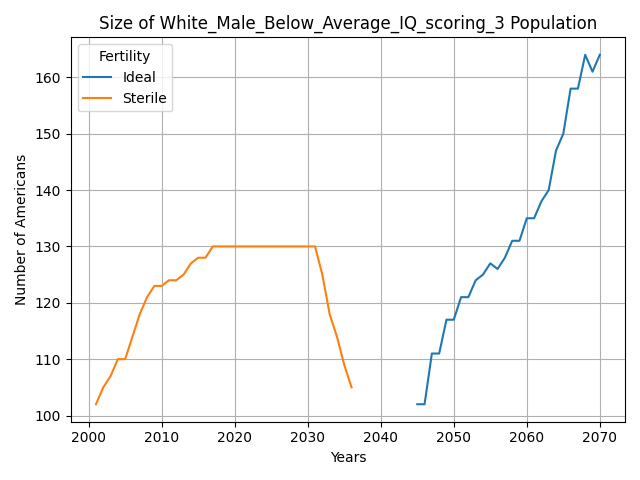 Size of White_Male_Below_Average_IQ_scoring_3 Population
Fertility
Ideal
Sterile
160
150
140
130
120
110
100
Number of Americans
2000 2010 2020 2030 2040 2050 2060 2070
Years